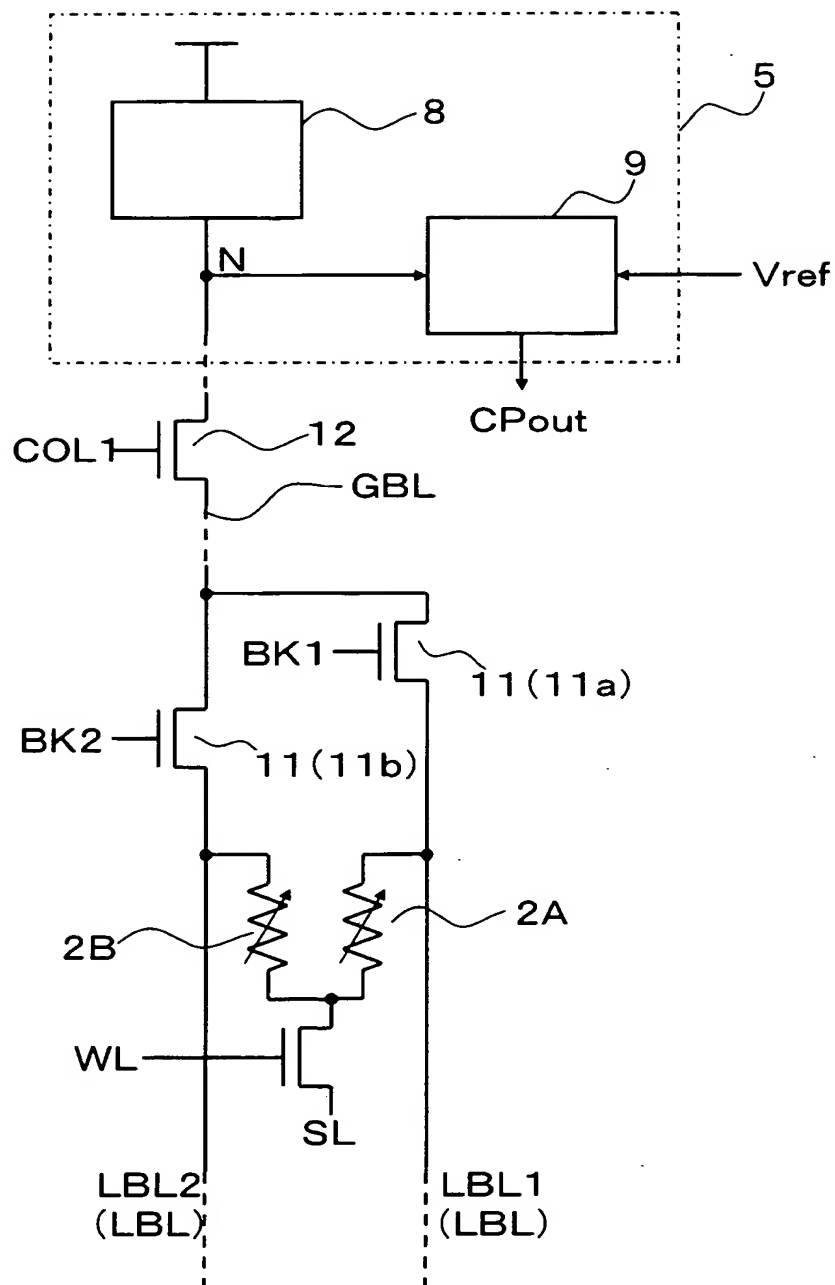 5
8
9
N
Vref
CPout
COL1
12
GBL
BK1
11(11a)
BK2
11(11b)
2A
2B
WL
SL
LBL2
(LBL)
LBL1
(LBL)